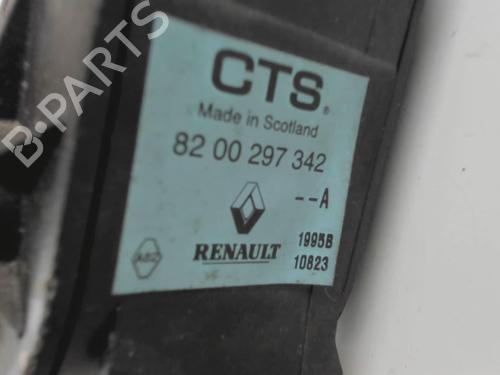 CTS®
Made in Scotland
82 00 297 342
--A
1995B
RENAULT
10823
B-PARTS